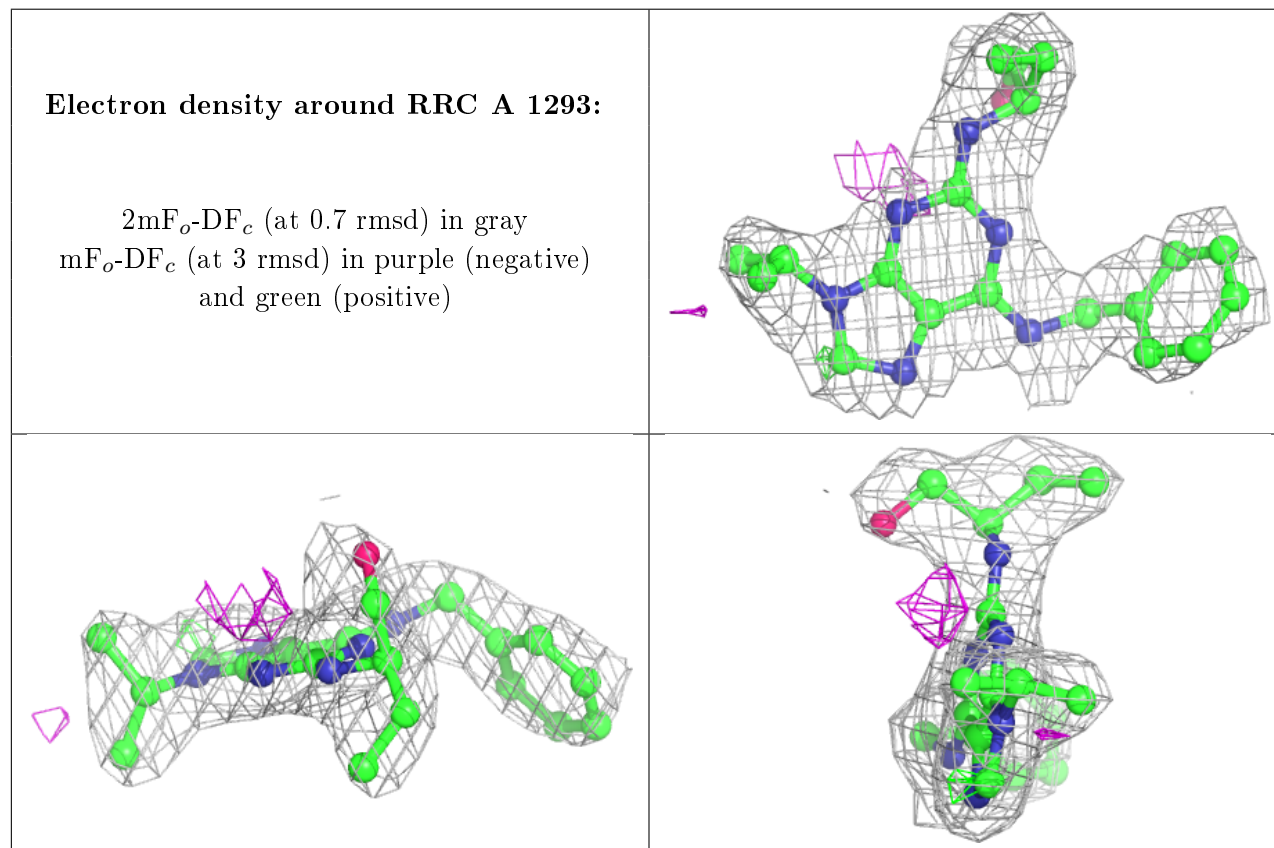 Electron density around RRC A 1293:
2mFo-DFc (at 0.7 rmsd) in gray
mFo-DFc (at 3 rmsd) in purple (negative)
and green (positive)